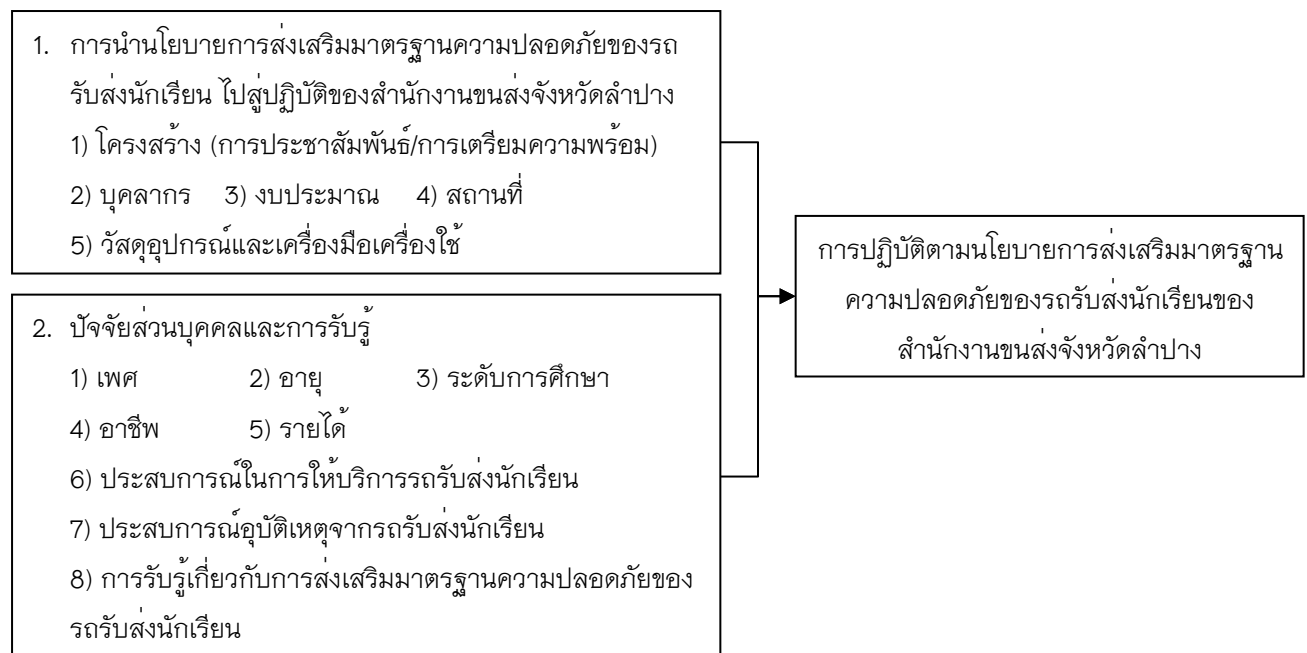 1. การนำนโยบายการส่งเสริมมาตรฐานความปลอดภัยของรถ
รับส่งนักเรียน ไปสู่ปฏิบัติของสำนักงานขนส่งจังหวัดลำปาง
1) โครงสร้าง (การประชาสัมพันธ์/การเตรียมความพร้อม)
2) บุคลากร 3) งบประมาณ 4) สถานที่
5) วัสดุอุปกรณ์และเครื่องมือเครื่องใช้
2. ปัจจัยส่วนบุคคลและการรับรู้
1) เพศ 2) อายุ 3) ระดับการศึกษา
4) อาชีพ 5) รายได้
6) ประสบการณ์ในการให้บริการรถรับส่งนักเรียน
7) ประสบการณ์อุบัติเหตุจากรถรับส่งนักเรียน
8) การรับรู้เกี่ยวกับการส่งเสริมมาตรฐานความปลอดภัยของ
รถรับส่งนักเรียน
การปฏิบัติตามนโยบายการส่งเสริมมาตรฐาน
ความปลอดภัยของรถรับส่งนักเรียนของ
สำนักงานขนส่งจังหวัดลำปาง